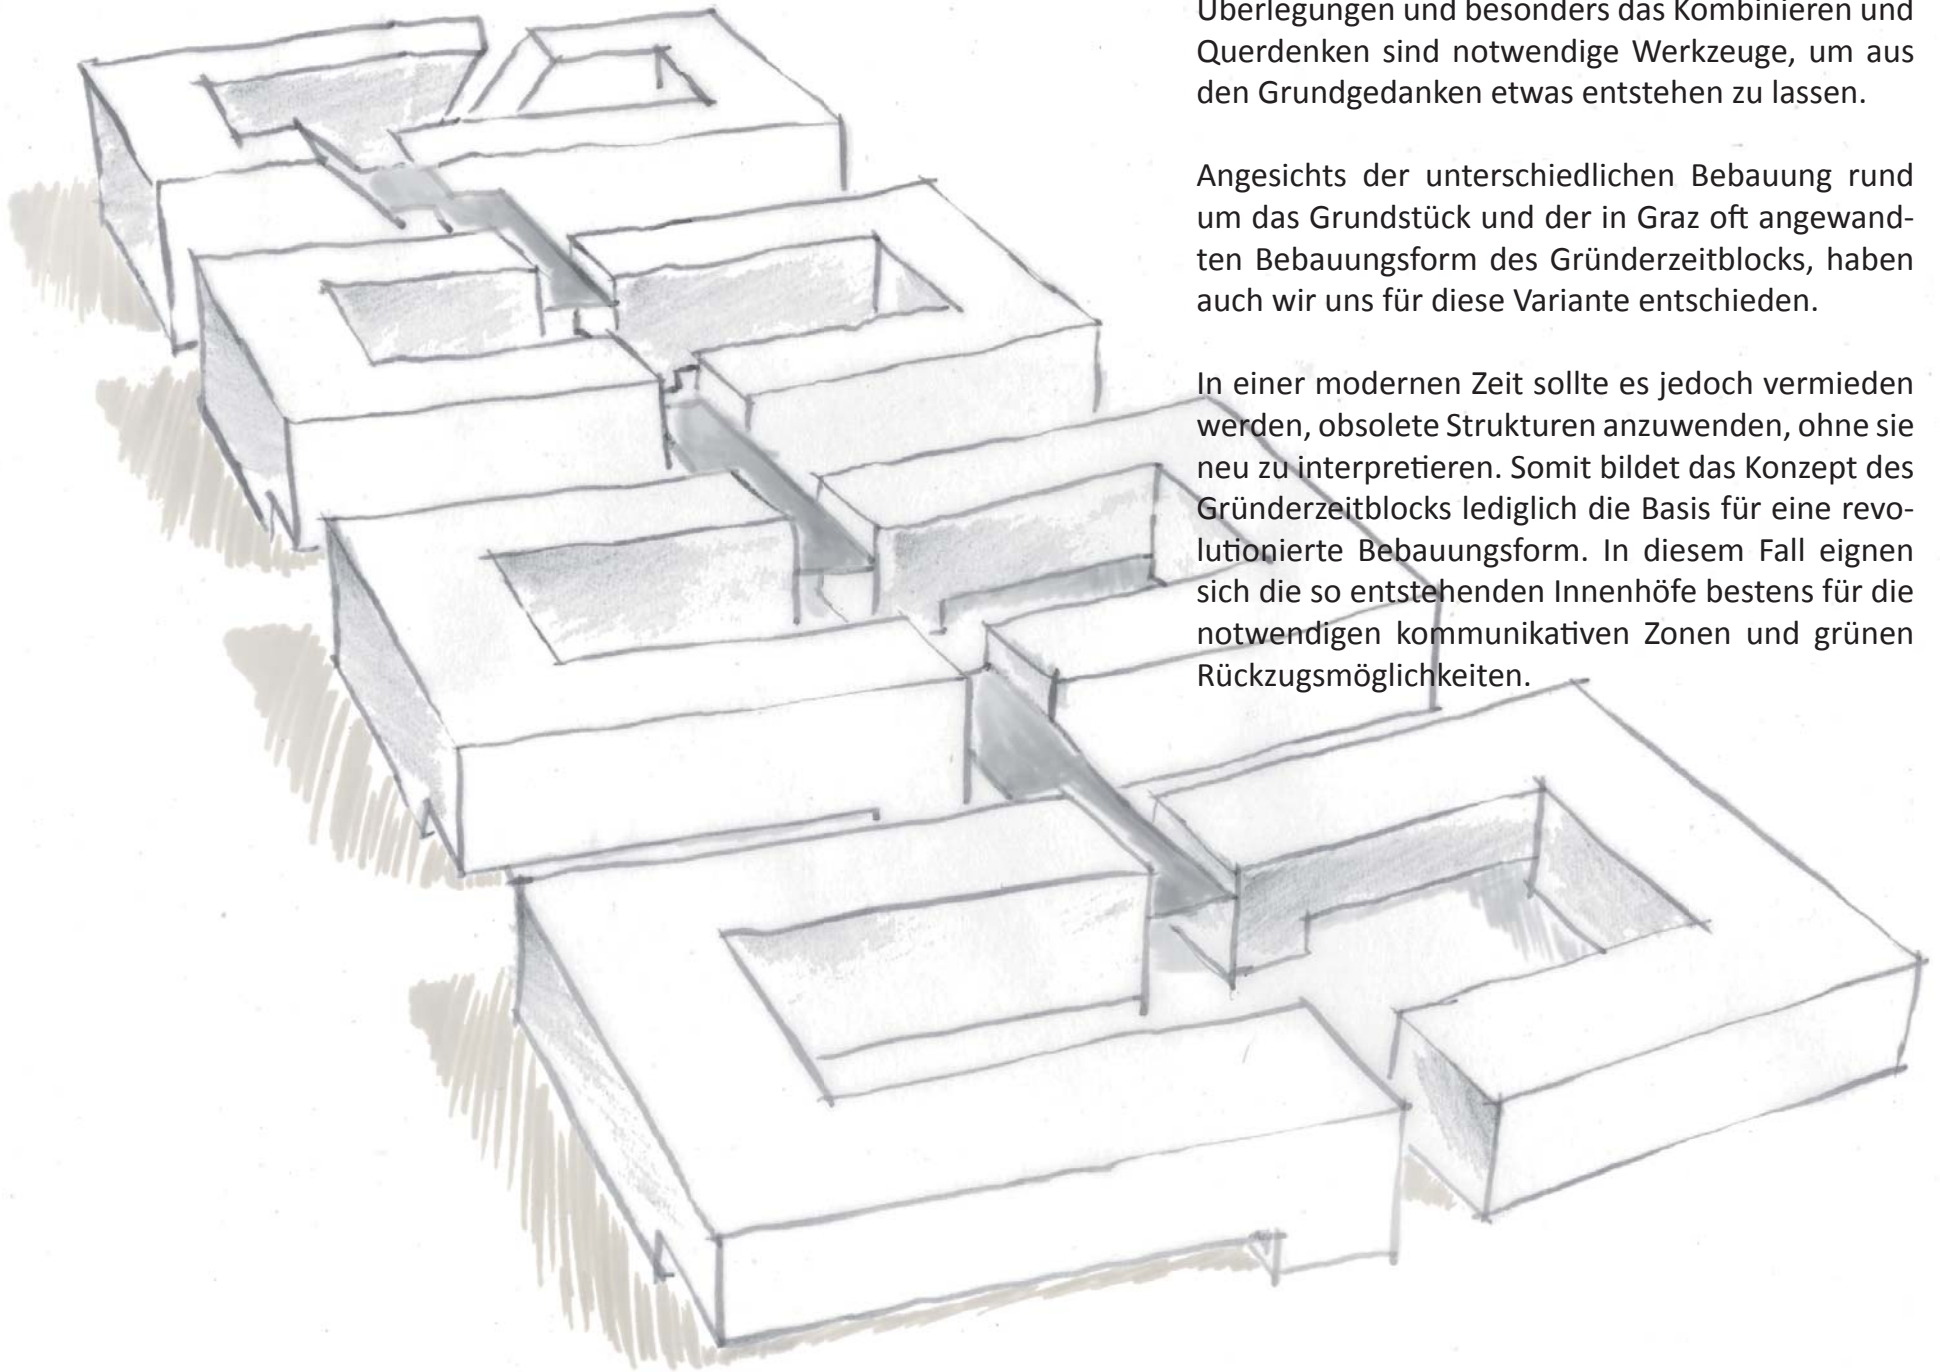 Überlegungen und besonders das Kombinieren und
Querdenken sind notwendige Werkzeuge, um aus
den Grundgedanken etwas entstehen zu lassen.
Angesichts der unterschiedlichen Bebauung rund
um das Grundstück und der in Graz oft angewand-
ten Bebauungsform des Gründerzeitblocks, haben
auch wir uns für diese Variante entschieden.
In einer modernen Zeit sollte es jedoch vermieden
werden, obsolete Strukturen anzuwenden, ohne sie
neu zu interpretieren. Somit bildet das Konzept des
Gründerzeitblocks lediglich die Basis für eine revo-
lutionierte Bebauungsform. In diesem Fall eignen
sich die so entstehenden Innenhöfe bestens für die
notwendigen kommunikativen Zonen und grünen
Rückzugsmöglichkeiten.